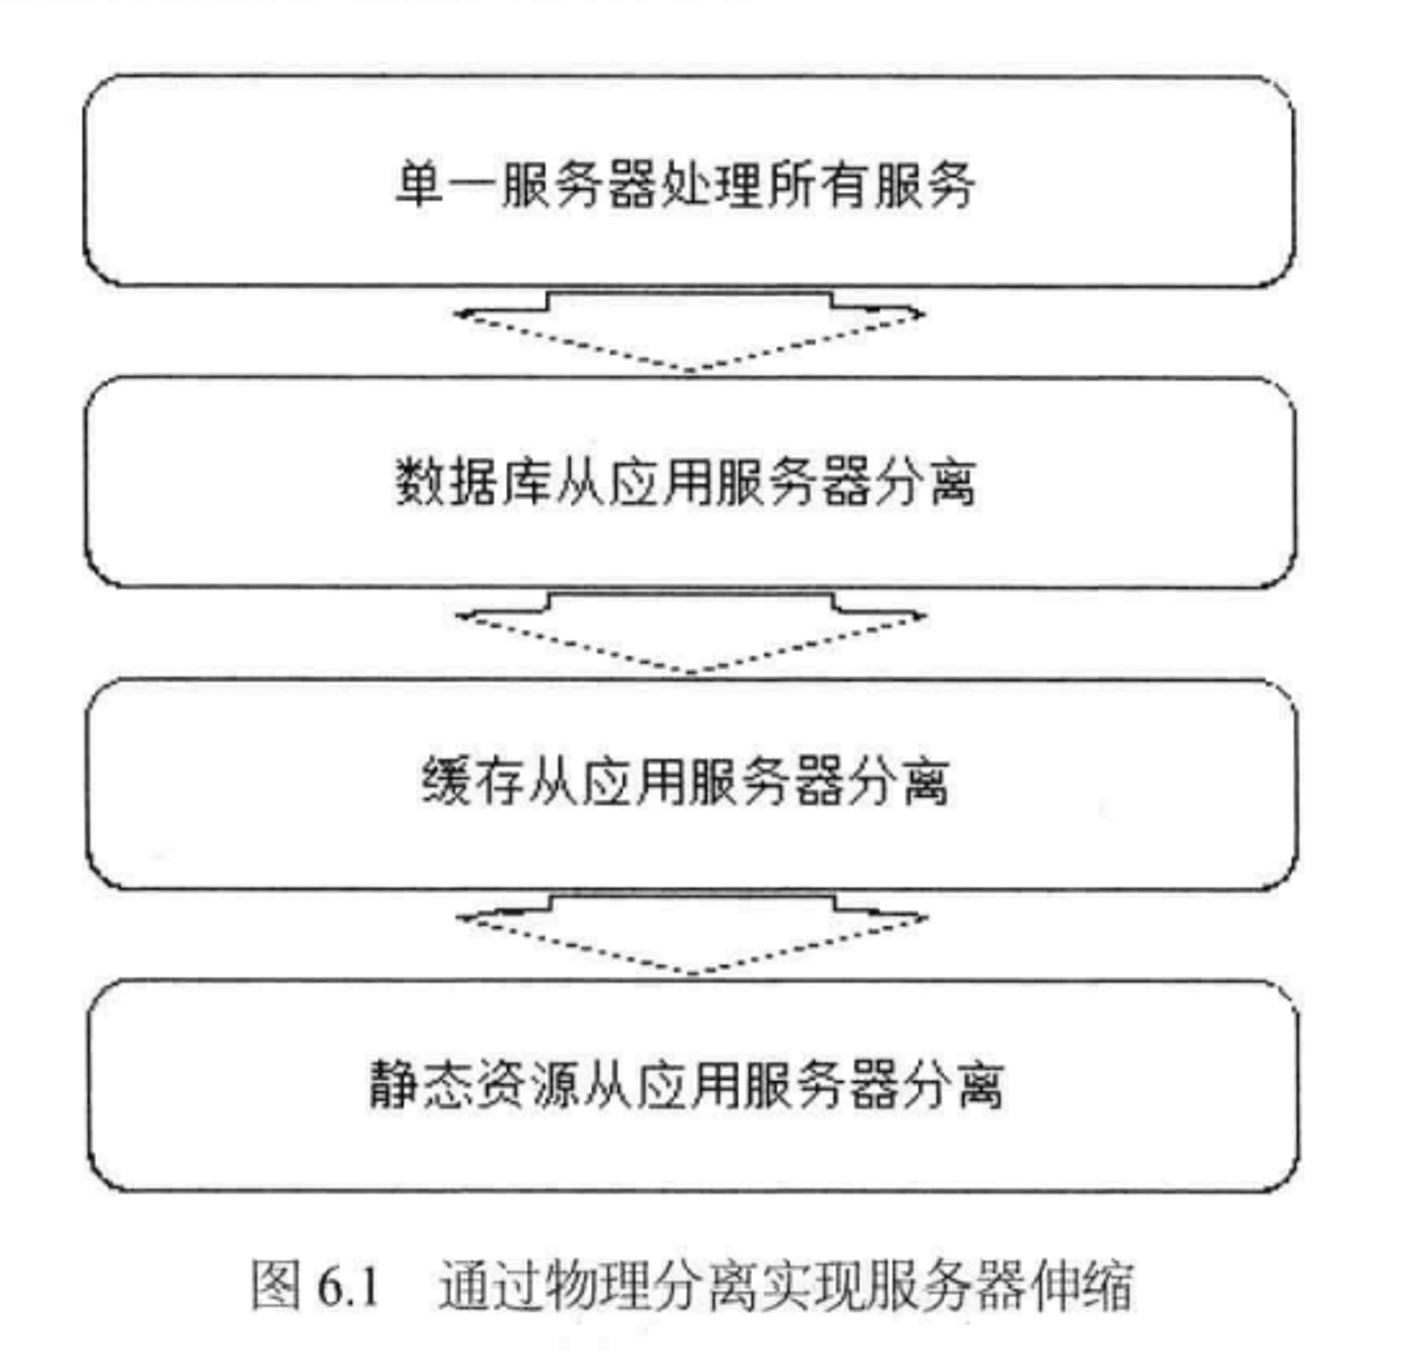 单一服务器处理所有服务
数据库从应用服务器分离
缓存从应用服务器分离
静态资源从应用服务器分离
图 6.1 通过物理分离实现服务器伸缩